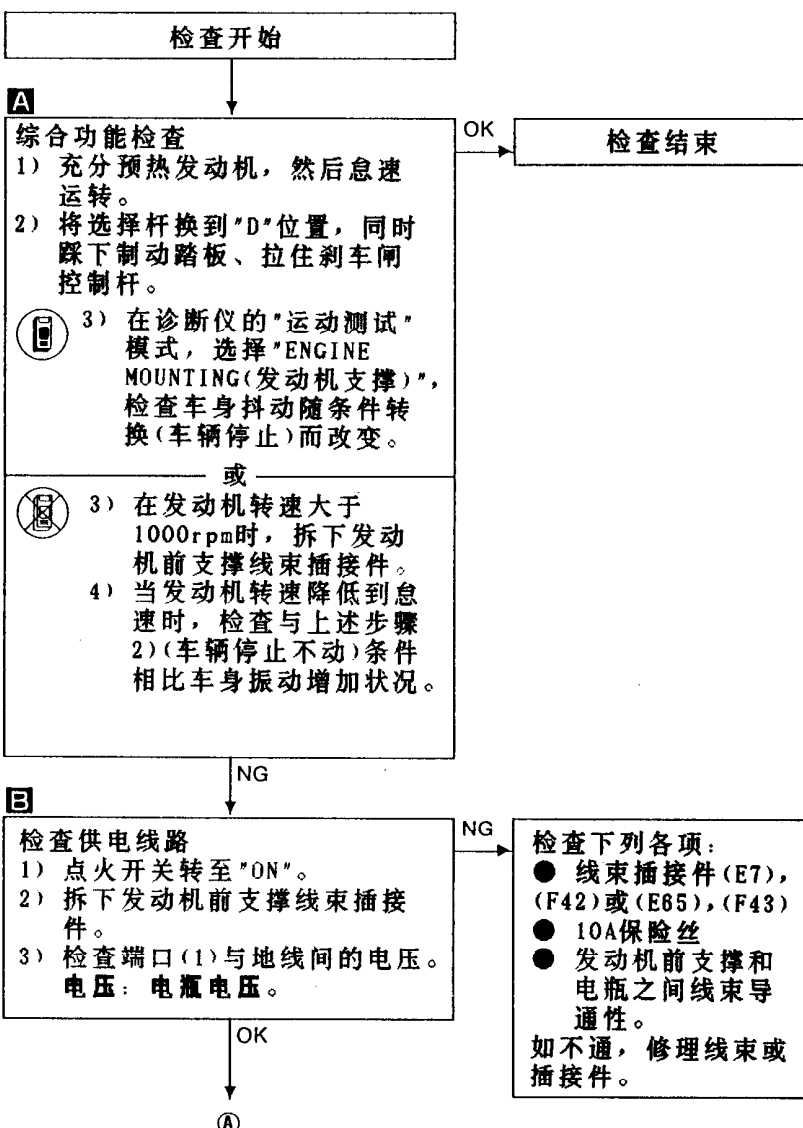 检查开始
A
综合功能检查
1) 充分预热发动机，然后怠速
运转。
2) 将选择杆换到"D"位置，同时
踩下制动踏板、拉住刹车闸
控制杆。
3) 在诊断仪的"运动测试"
模式，选择"ENGINE
MOUNTING(发动机支撑)"，
检查车身抖动随条件转
换(车辆停止)而改变。
或
3) 在发动机转速大于
1000rpm时，拆下发动
机前支撑线束插接件。
4) 当发动机转速降低到怠
速时，检查与上述步骤
2)(车辆停止不动)条件
相比车身振动增加状况。
OK
检查结束
NG
B
检查供电线路
1) 点火开关转至"ON"。
2) 拆下发动机前支撑线束插接
件。
3) 检查端口(1)与地线间的电压。
电压：电瓶电压。
NG
检查下列各项：
● 线束插接件(E7)，
(F42)或(E65)，(F43)
● 10A保险丝
● 发动机前支撑和
电瓶之间线束导
通性。
如不通，修理线束或
插接件。
OK
Ⓐ